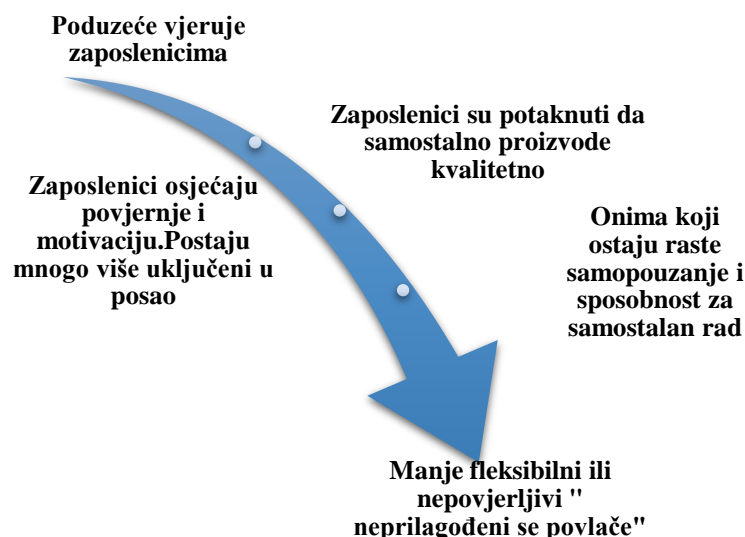 Poduzeće vjeruje
zaposlenicima
Zaposlenici su potaknuti da
samostalno proizvode
kvalitetno
Zaposlenici osjećaju
povjernje i
motivaciju.Postaju
mnogo više uključeni u
posao
Onima koji
ostaju raste
samopouzanje i
sposobnost za
samostalan rad
Manje fleksibilni ili
nepovjerljivi "
neprilagođeni se povlače"